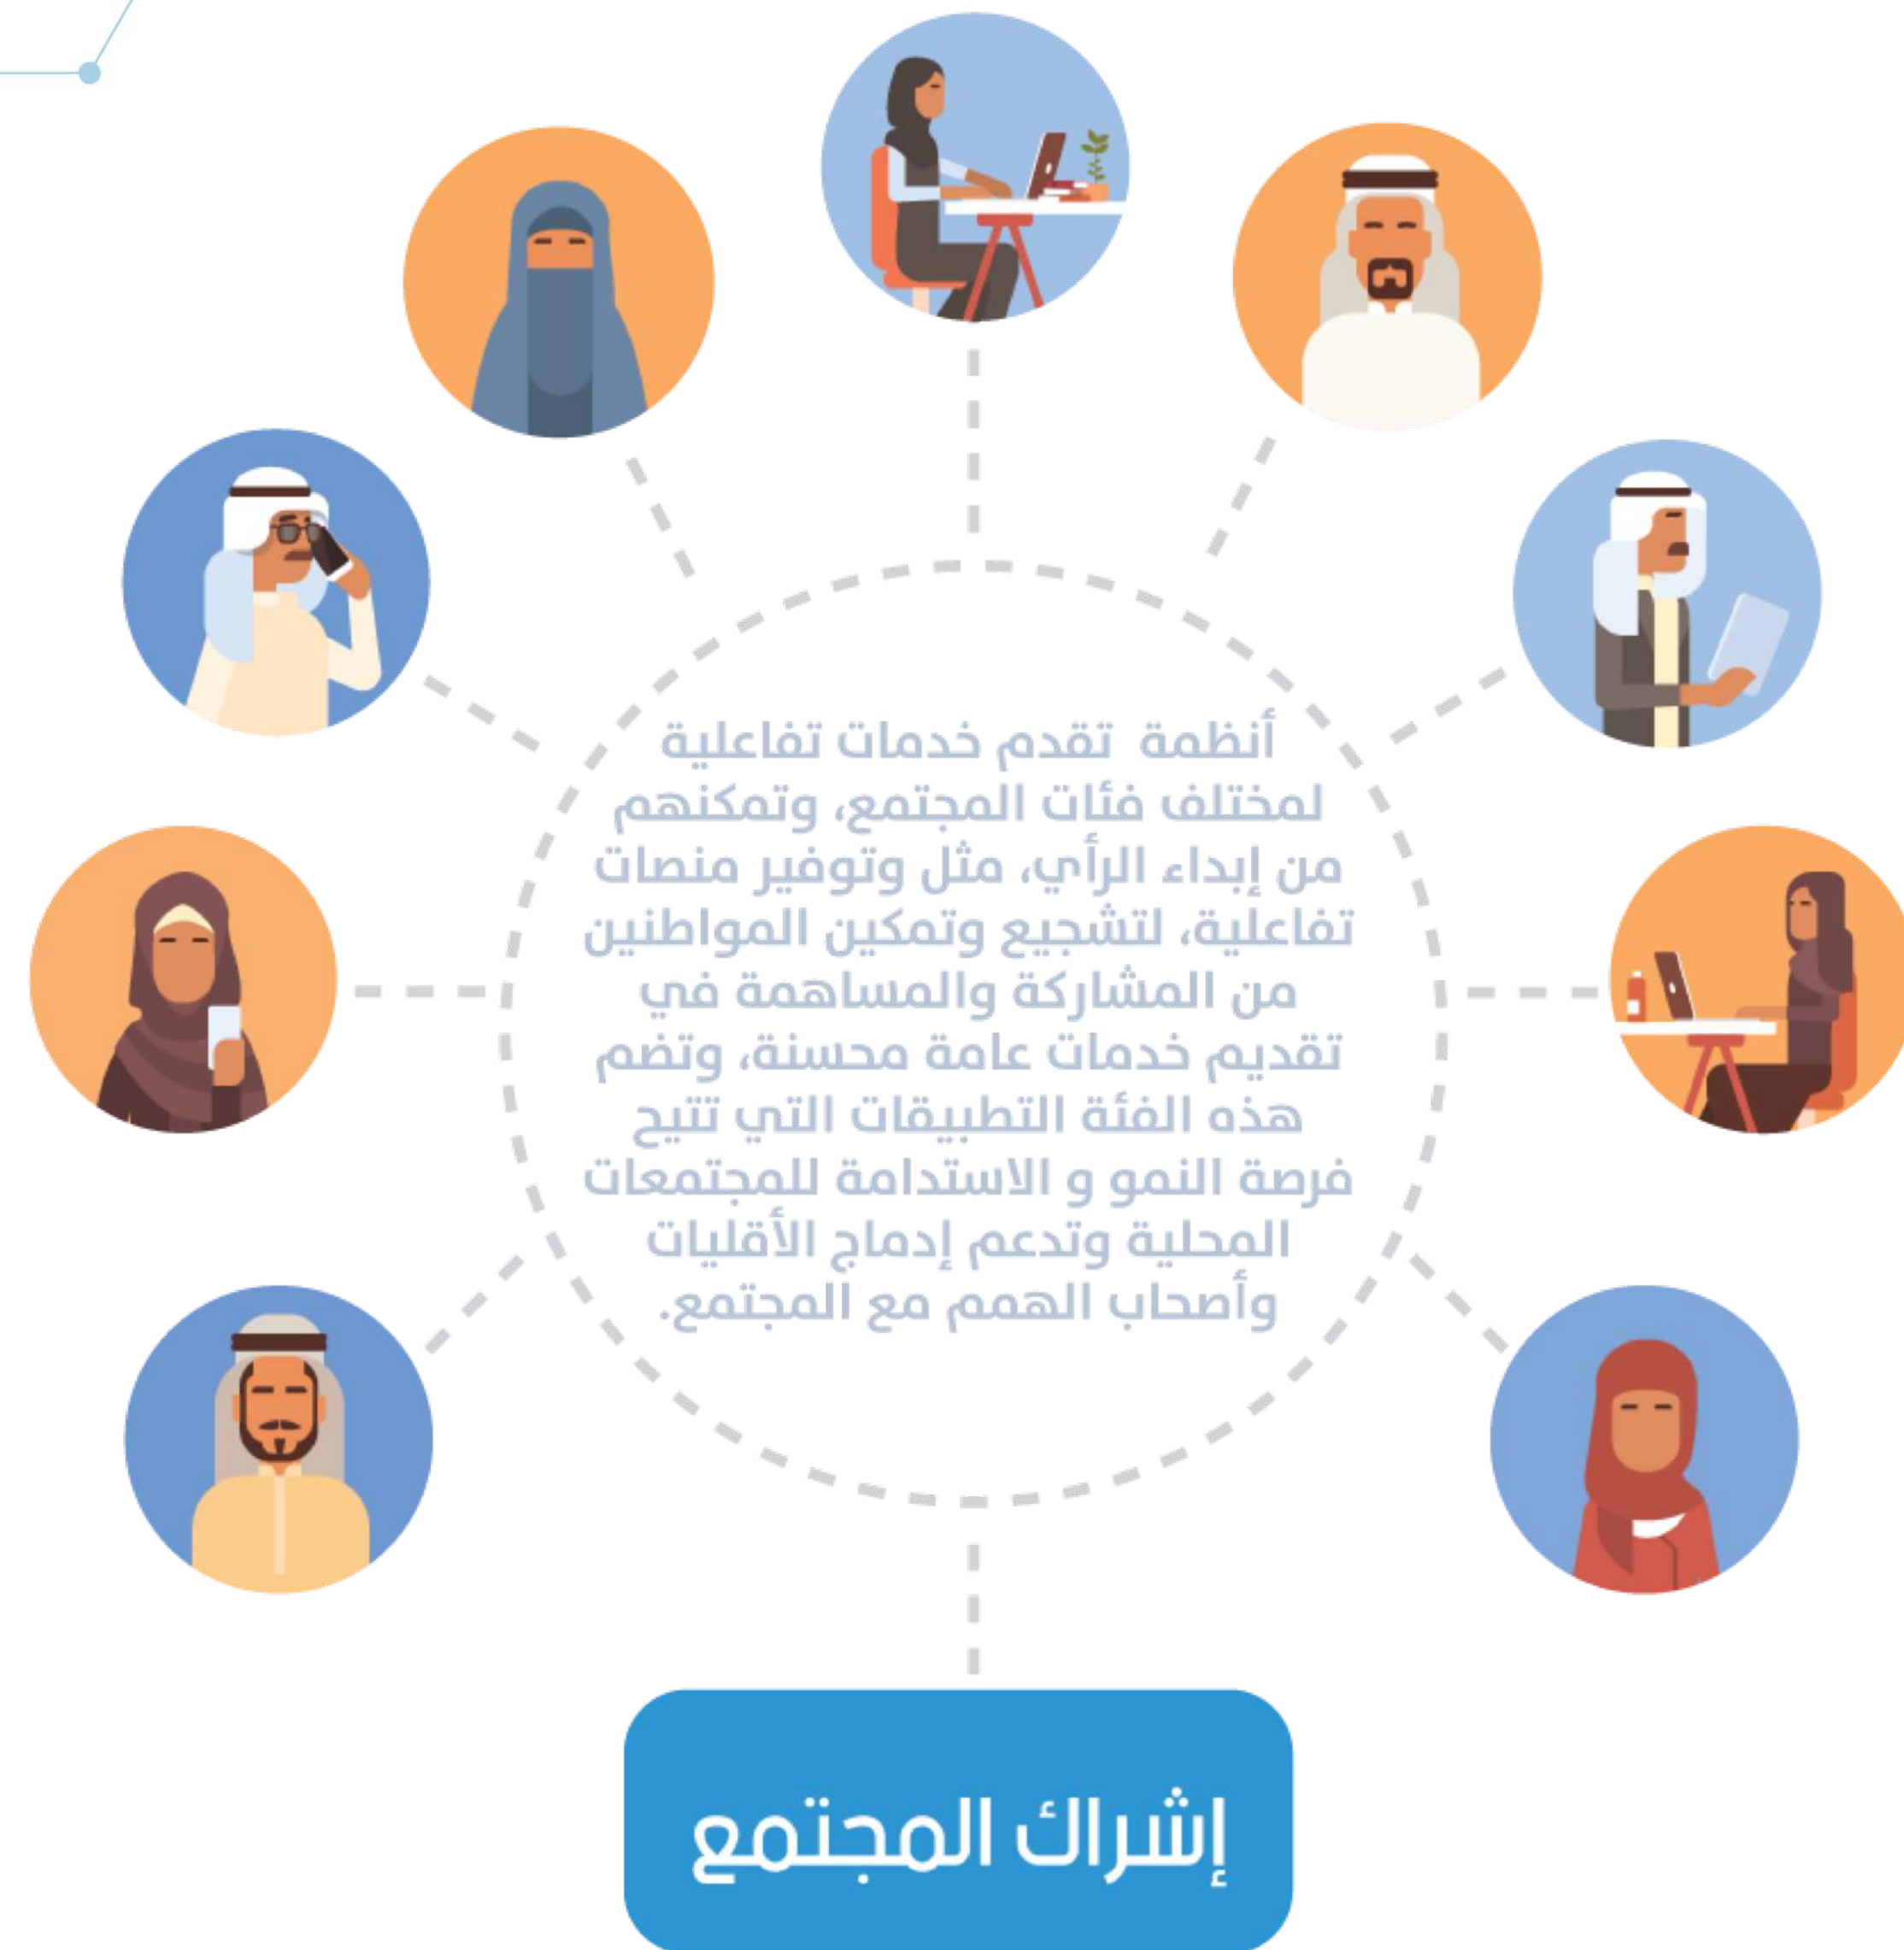 أنظمة تقدم خدمات تفاعلية
لمختلف فئات المجتمع، وتمكنهم
من إبداء الرأي، مثل وتوفير منصات
تفاعلية، لتشجيع وتمكين المواطنين
من المشاركة والمساهمة في
تقديم خدمات عامة محسنة، وتضم
هذه الفئة التطبيقات التي تتيح
فرصة النمو و الاستدامة للمجتمعات
المحلية وتدعم إدماج الأقليات
وأصحاب الهمم مع المجتمع.
إشراك المجتمع